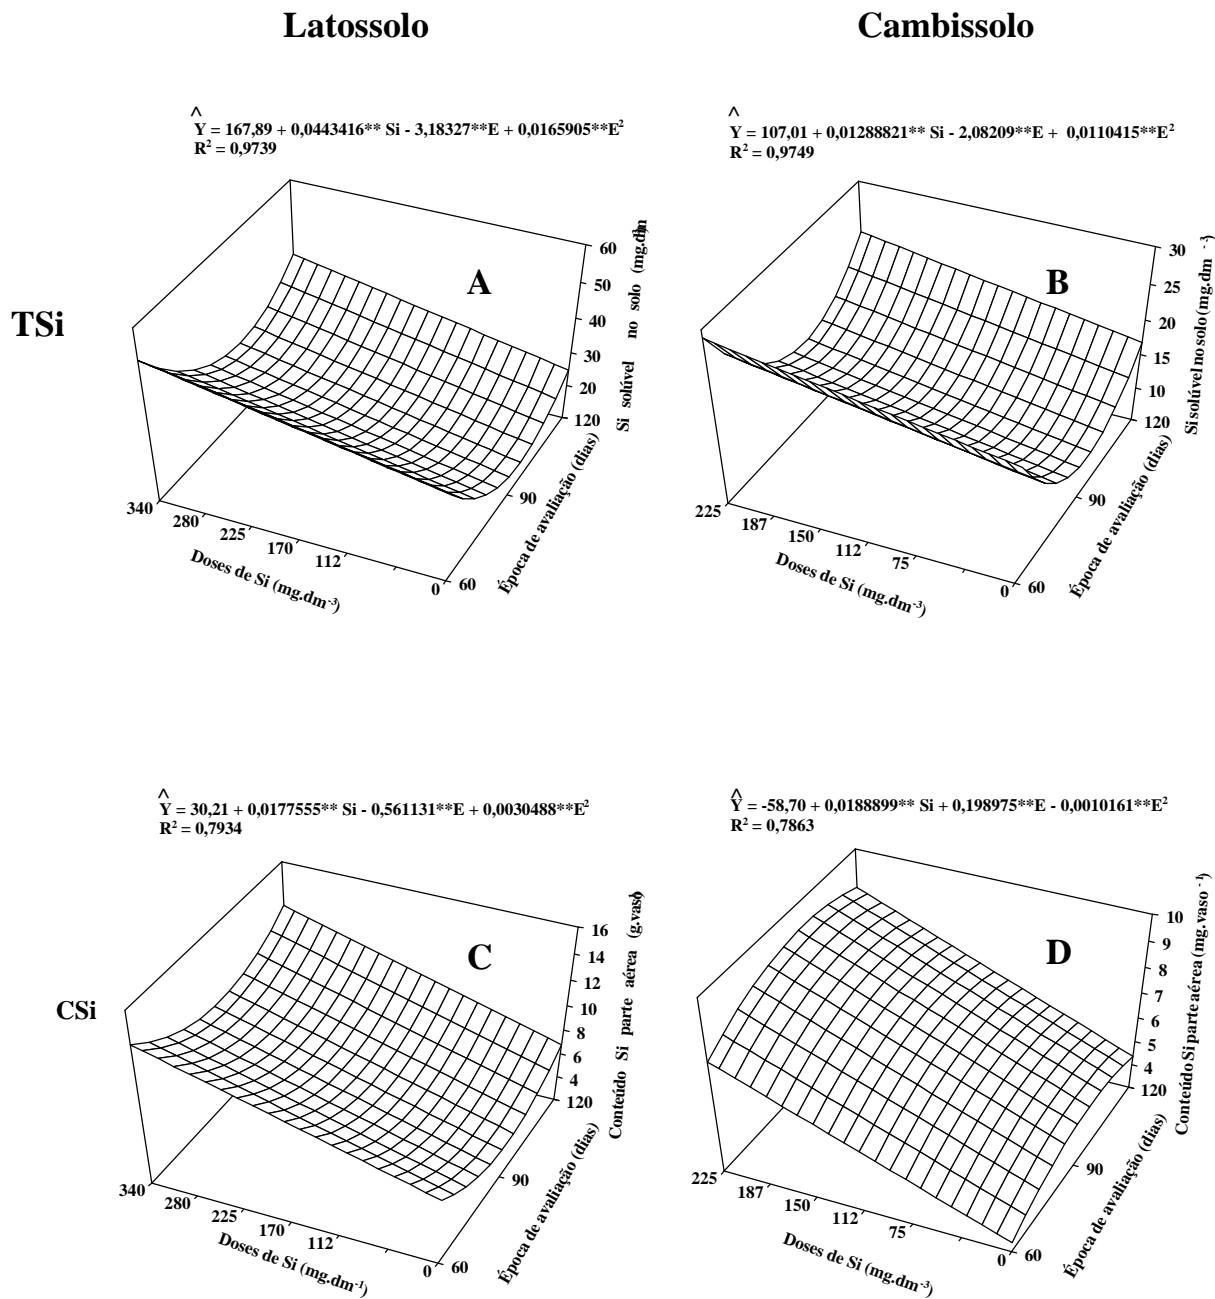 Latossolo
Cambissolo
^
Y = 167,89 + 0,0443416** Si - 3,18327**E + 0,0165905**E²
R² = 0,9739
^
Y = 107,01 + 0,01288821** Si - 2,08209**E + 0,0110415**E²
R² = 0,9749
TSi
A
60
50
40
30
20
Si solúvel no solo
120
90
60
Época de avaliação (dias)
340
280
225
170
112
0
Doses de Si (mg.dm⁻³)
B
30
25
20
15
10
Si solúvel no solo (mg.dm⁻³)
120
90
60
Época de avaliação (dias)
225
187
150
112
75
0
Doses de Si (mg.dm⁻³)
^
Y = 30,21 + 0,0177555** Si - 0,561131**E + 0,0030488**E²
R² = 0,7934
^
Y = -58,70 + 0,0188899** Si + 0,198975**E - 0,0010161**E²
R² = 0,7863
CSi
C
16
14
12
10
8
6
4
Conteúdo Si parte aérea
120
90
60
Época de avaliação (dias)
340
280
225
170
112
0
Doses de Si (mg.dm⁻¹)
D
10
9
8
7
6
5
4
Conteúdo Si parte aérea (mg.vaso⁻¹)
120
90
60
Época de avaliação (dias)
225
187
150
112
75
0
Doses de Si (mg.dm⁻³)